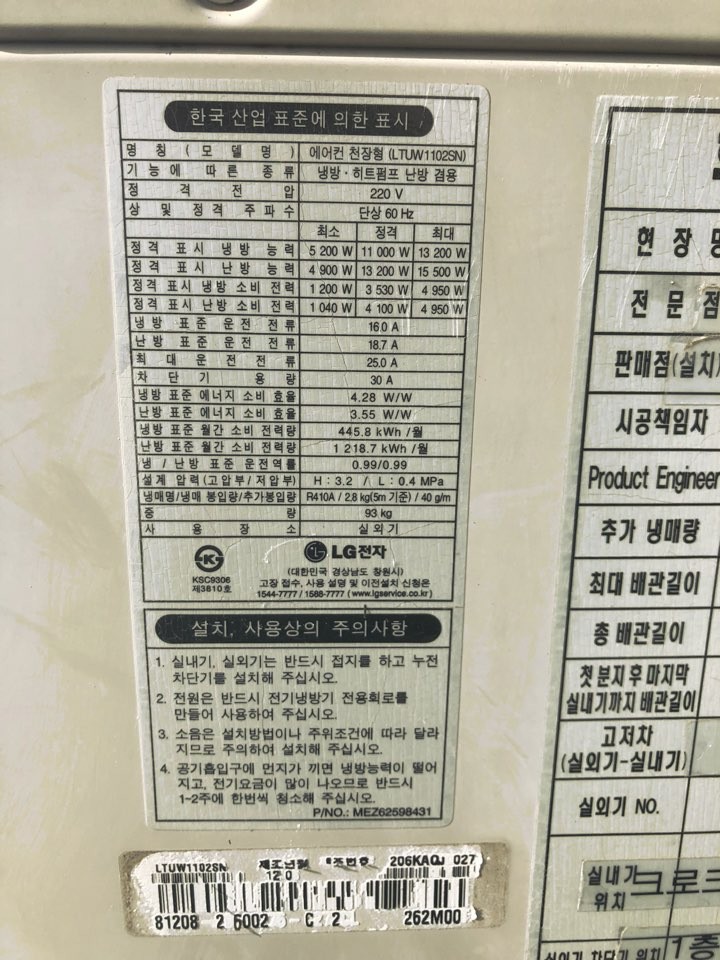 한국 산업 표준에 의한 표시
명칭 (모델명) 에어컨 천장형 (LTUW1102SN)
기능에 따른 종류 냉방·히트펌프 난방 겸용
정격전압 220 V
상 및 정격 주파수 단상 60 Hz
최소 정격 최대
정격 표시 냉방 능력 5 200 W 11 000 W 13 200 W
정격 표시 난방 능력 4 900 W 13 200 W 15 500 W
정격 표시 냉방 소비 전력 1 200 W 3 530 W 4 950 W
정격 표시 난방 소비 전력 1 040 W 4 100 W 4 950 W
냉방 표준 운전 전류 16.0 A
난방 표준 운전 전류 18.7 A
최대 운전 전류 25.0 A
차단기 용량 30 A
냉방 표준 에너지 소비 효율 4.28 W/W
난방 표준 에너지 소비 효율 3.55 W/W
냉방 표준 월간 소비 전력량 445.8 kWh /월
난방 표준 월간 소비 전력량 1 218.7 kWh /월
냉 / 난방 표준 운전역률 0.99/0.99
설계 압력 (고압부/저압부) H : 3.2 / L : 0.4 MPa
냉매명/냉매 봉입량/추가봉입량 R410A / 2.8 kg(5m 기준) / 40 g/m
중량 93 kg
사용장소 실외기
KSC9306
제3810호
LG전자
(대한민국 경상남도 창원시)
고장 접수, 사용 설명 및 이전설치 신청은
1544-7777 / 1588-7777 ( www.lgservice.co.kr )
설치, 사용상의 주의사항
1. 실내기, 실외기는 반드시 접지를 하고 누전
차단기를 설치해 주십시오.
2. 전원은 반드시 전기냉방기 전용회로를
만들어 사용하여 주십시오.
3. 소음은 설치방법이나 주위조건에 따라 달라
지므로 주의하여 설치해 주십시오.
4. 공기흡입구에 먼지가 끼면 냉방능력이 떨어
지고, 전기요금이 많이 나오므로 반드시
1~2주에 한번씩 청소해 주십시오.
P/NO.: MEZ62598431
LTUW1102SN 제조년월 206KAQJ 027
81208 262M00
현장
전문점
판매점(설치
시공책임자
Product Engineer
추가 냉매량
최대 배관길이
총 배관길이
첫 분지 후 마지막
실내기까지 배관길이
고저차
(실외기-실내기)
실외기 NO.
실내기
위치
1층